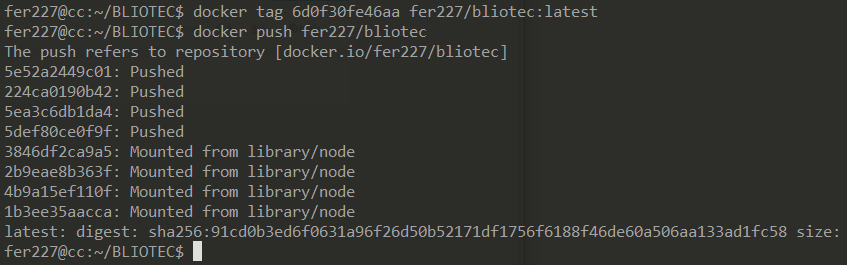 fer227@cc:~/BLIOTEC$ docker tag 6d0f30fe46aa fer227/bliotec:latest
fer227@cc:~/BLIOTEC$ docker push fer227/bliotec
The push refers to repository [docker.io/fer227/bliotec]
5e52a2449c01: Pushed
224ca0190b42: Pushed
5ea3c6db1da4: Pushed
5def80ce0f9f: Pushed
3846df2ca9a5: Mounted from library/node
2b9eae8b363f: Mounted from library/node
4b9a15ef110f: Mounted from library/node
1b3ee35aacca: Mounted from library/node
latest: digest: sha256:91cd0b3ed6f0631a96f26d50b52171df1756f6188f46de60a506aa133ad1fc58 size:
fer227@cc:~/BLIOTEC$